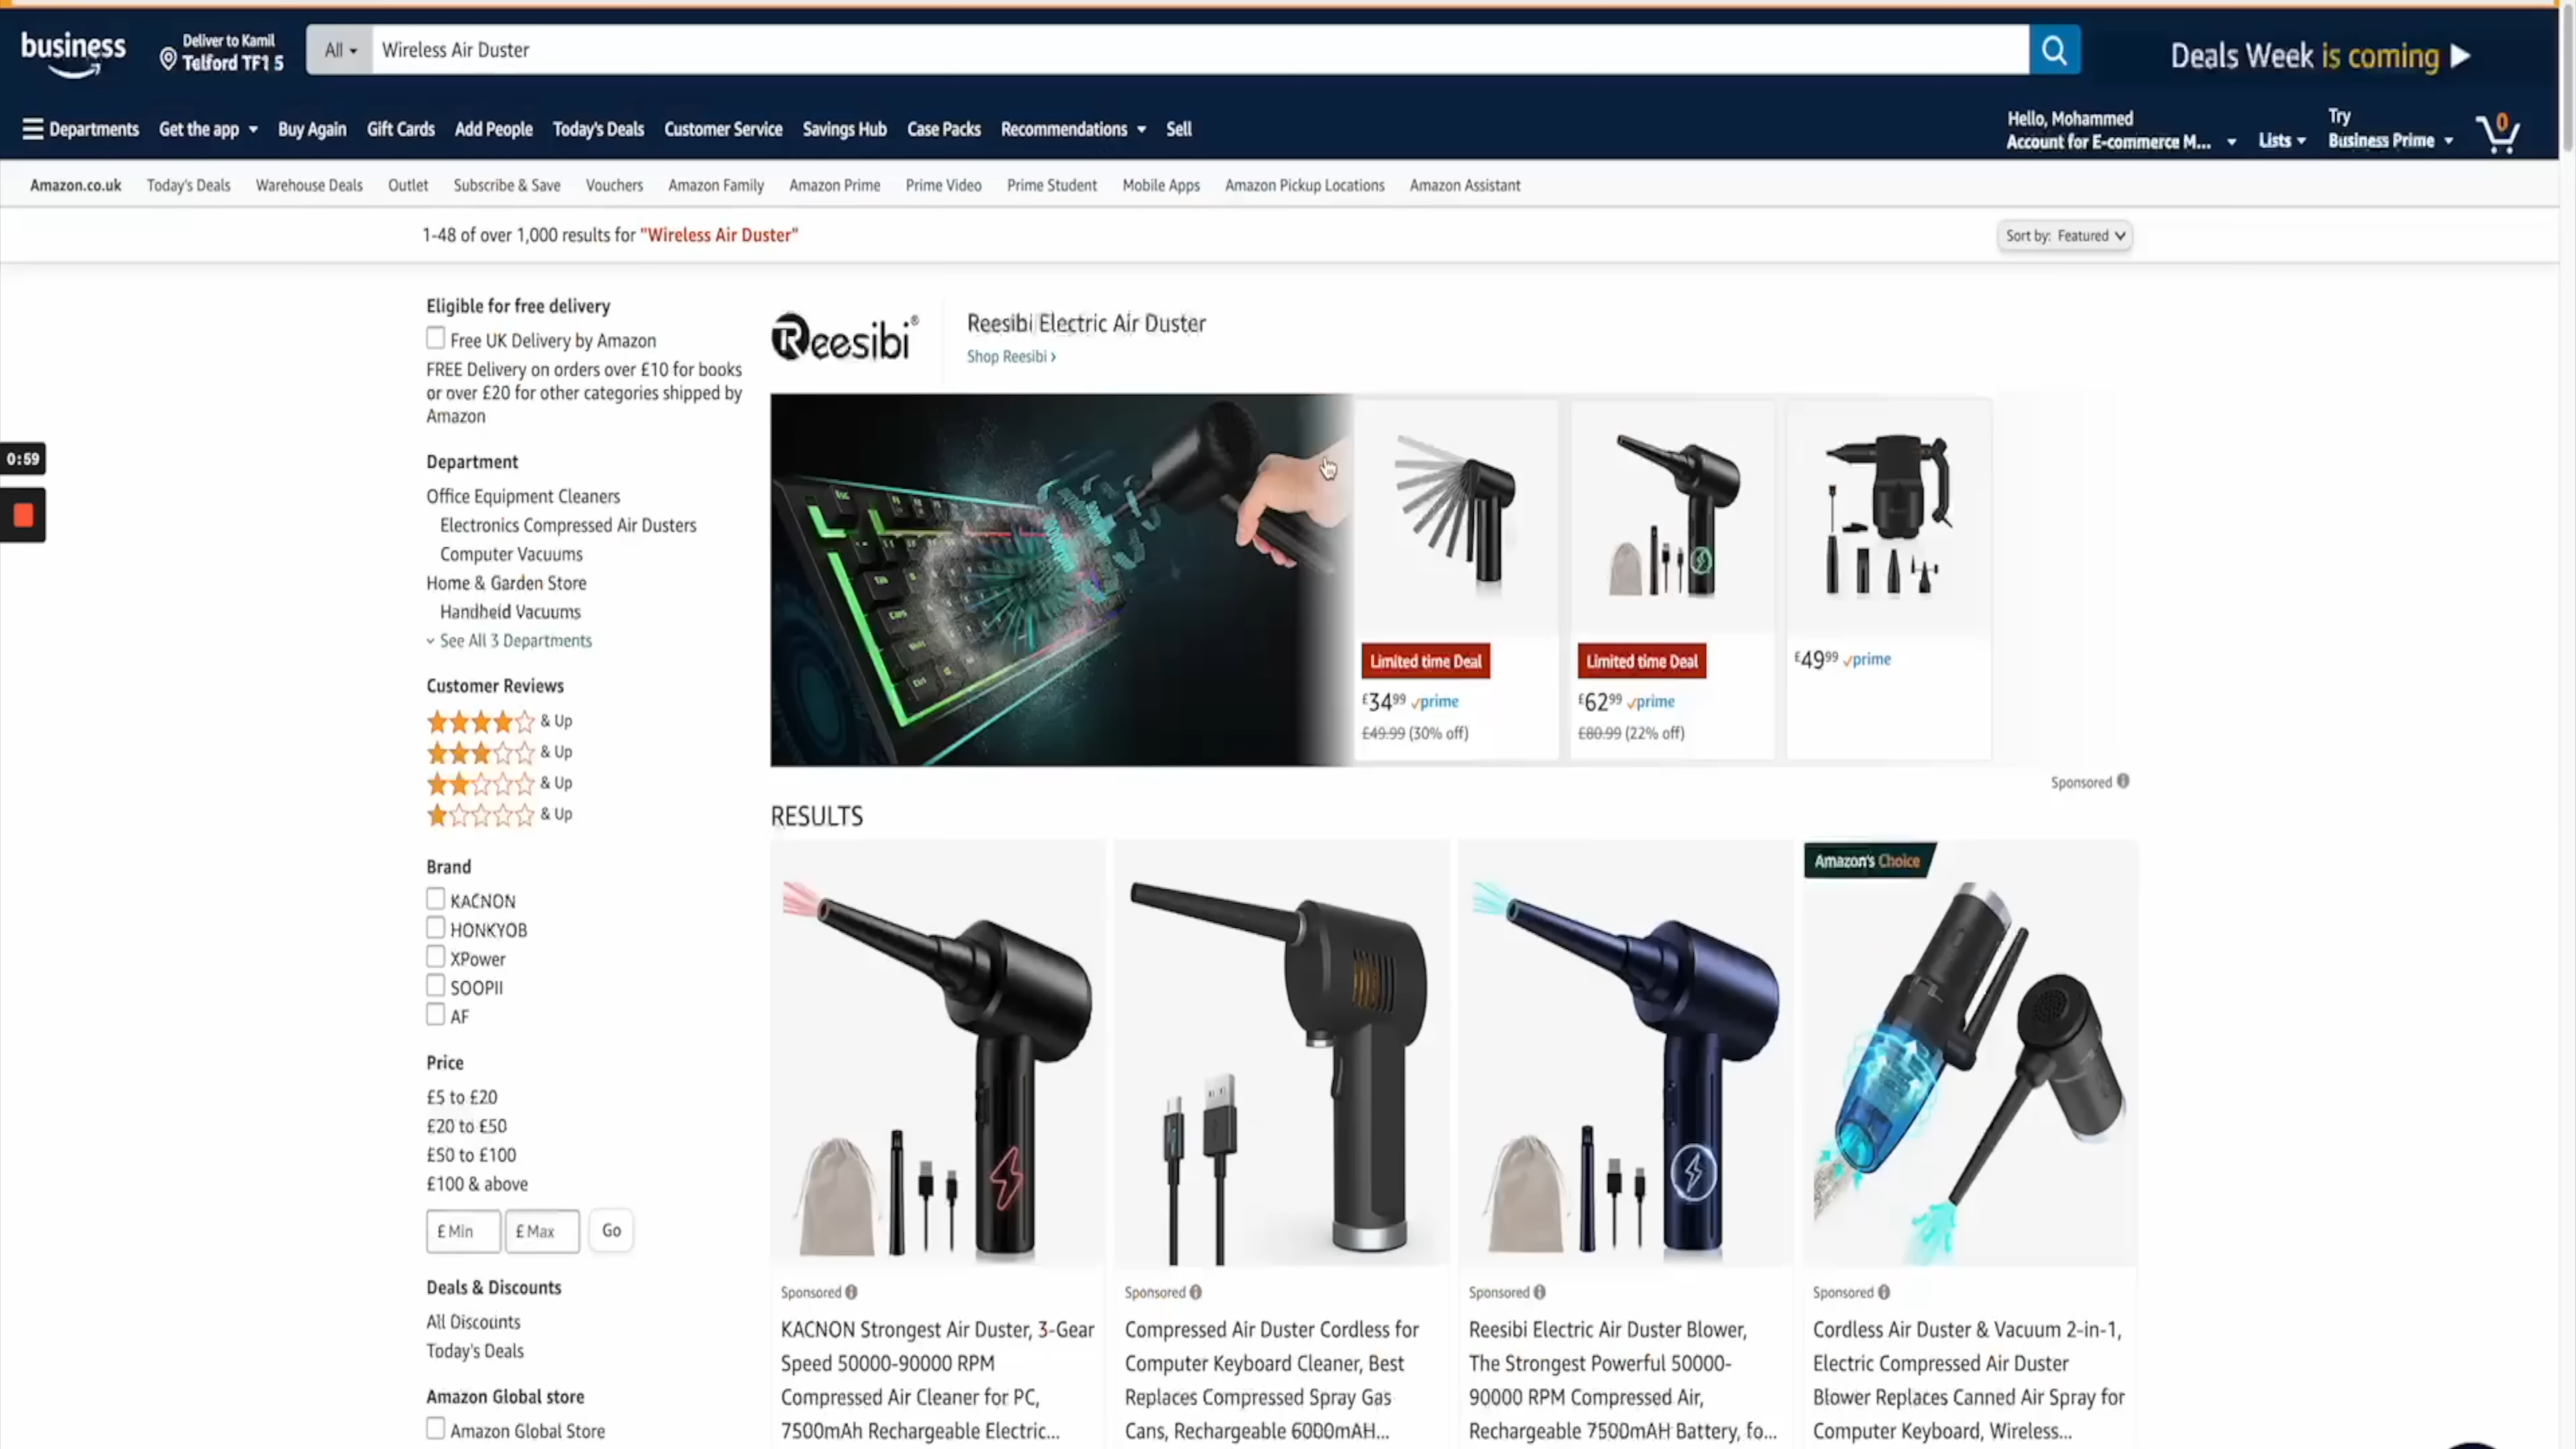 business
Deliver to Kamil
Telford TF1 5
All
Wireless Air Duster
Deals Week is coming
Departments
Get the app
Buy Again
Gift Cards
Add People
Today's Deals
Customer Service
Savings Hub
Case Packs
Recommendations
Sell
Hello, Mohammed
Account for E-commerce M...
Lists
Try
Business Prime
0
Amazon.co.uk
Today's Deals
Warehouse Deals
Outlet
Subscribe & Save
Vouchers
Amazon Family
Amazon Prime
Prime Video
Prime Student
Mobile Apps
Amazon Pickup Locations
Amazon Assistant
1-48 of over 1,000 results for "Wireless Air Duster"
Sort by: Featured
0:59
Eligible for free delivery
Free UK Delivery by Amazon
FREE Delivery on orders over £10 for books
or over £20 for other categories shipped by
Amazon
Department
Office Equipment Cleaners
Electronics Compressed Air Dusters
Computer Vacuums
Home & Garden Store
Handheld Vacuums
See All 3 Departments
Customer Reviews
& Up
& Up
& Up
& Up
Brand
KACNON
HONKYOB
XPower
SOOPII
AF
Price
£5 to £20
£20 to £50
£50 to £100
£100 & above
£ Min
£ Max
Go
Deals & Discounts
All Discounts
Today's Deals
Amazon Global store
Amazon Global Store
Reesibi®
Reesibi Electric Air Duster
Shop Reesibi ›
Limited time Deal
£34.99 prime
£49.99 (30% off)
Limited time Deal
£62.99 prime
£80.99 (22% off)
£49.99 prime
Sponsored
RESULTS
Sponsored
KACNON Strongest Air Duster, 3-Gear
Speed 50000-90000 RPM
Compressed Air Cleaner for PC,
7500mAh Rechargeable Electric...
Sponsored
Compressed Air Duster Cordless for
Computer Keyboard Cleaner, Best
Replaces Compressed Spray Gas
Cans, Rechargeable 6000mAH...
Sponsored
Reesibi Electric Air Duster Blower,
The Strongest Powerful 50000-
90000 RPM Compressed Air,
Rechargeable 7500mAH Battery, fo...
Amazon's Choice
Sponsored
Cordless Air Duster & Vacuum 2-in-1,
Electric Compressed Air Duster
Blower Replaces Canned Air Spray for
Computer Keyboard, Wireless...